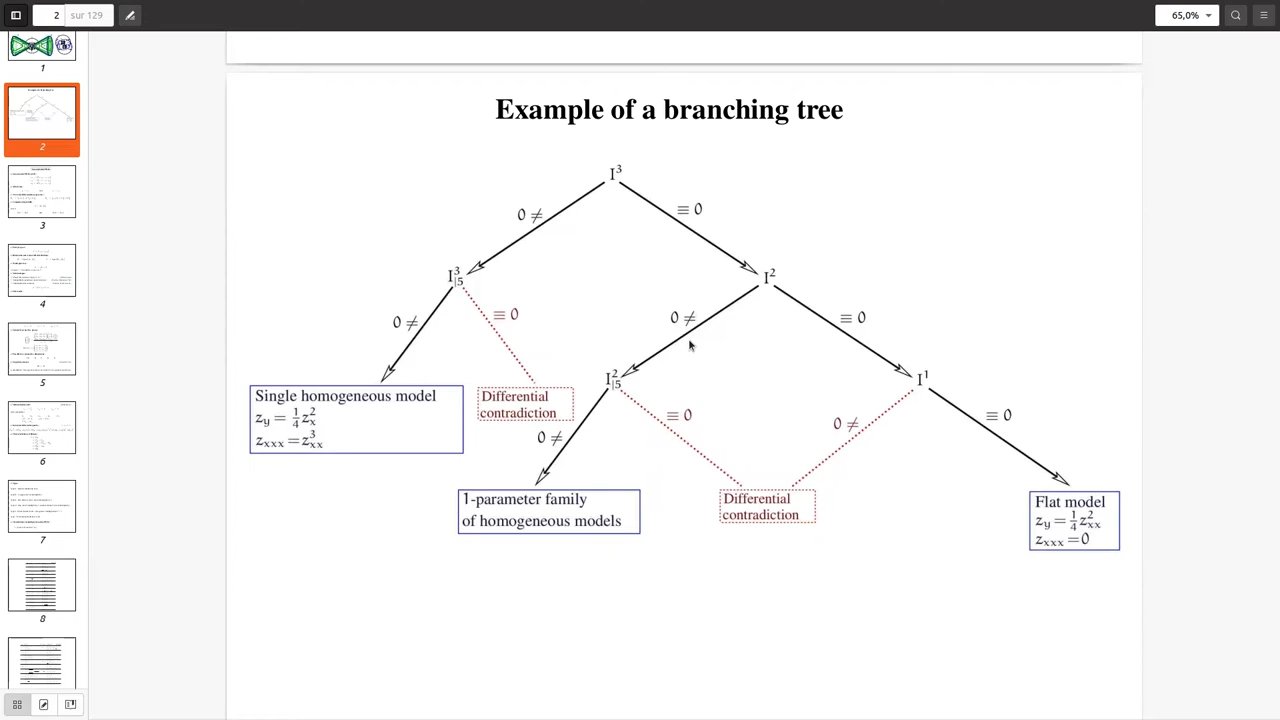 2 sur 129
65,0%
Example of a branching tree
I³
0 ≠
≡ 0
I³|5
I²
0 ≠
≡ 0
0 ≠
≡ 0
Single homogeneous model
z_y = 1/4 z_x²
z_xxx = z_xx³
Differential
contradiction
I²|5
I¹
0 ≠
≡ 0
0 ≠
≡ 0
1-parameter family
of homogeneous models
Differential
contradiction
Flat model
z_y = 1/4 z_xx²
z_xxx = 0
1
2
3
4
5
6
7
8